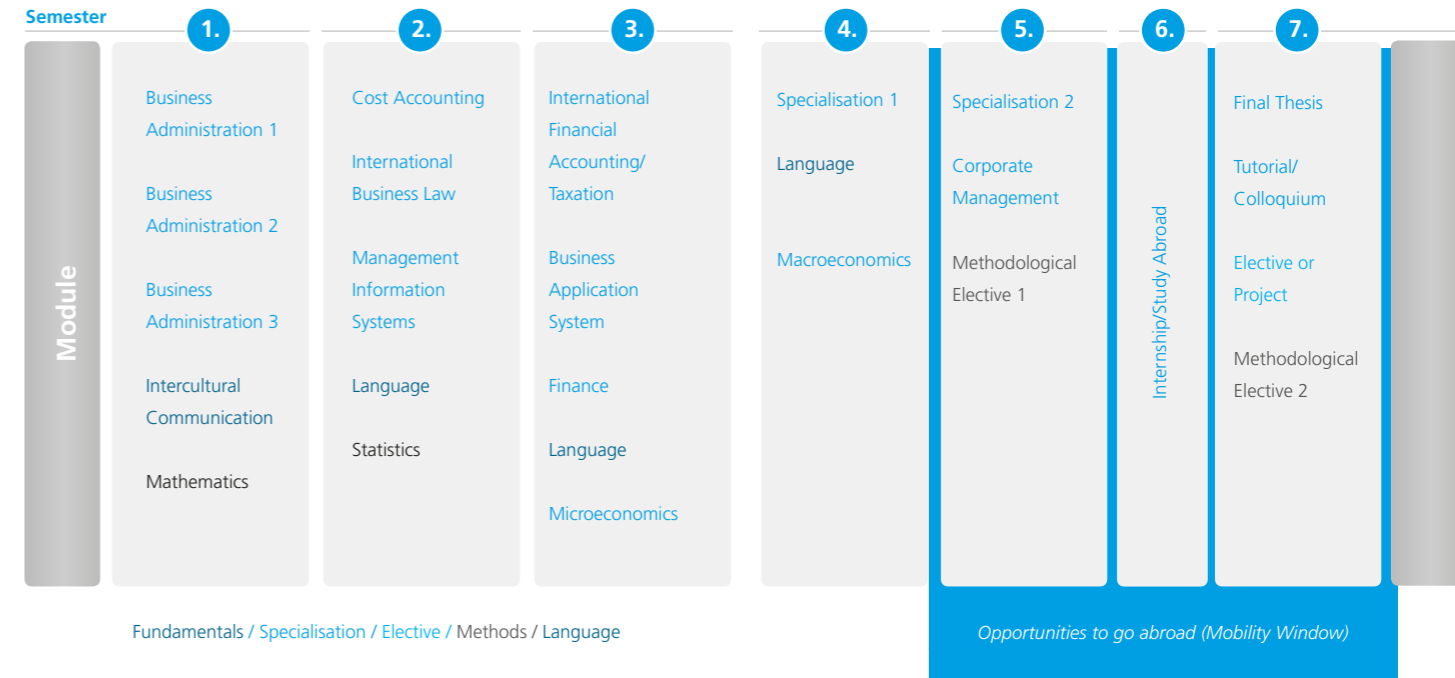 Semester
1.
2.
3.
4.
5.
6.
7.
Module
Business
Administration 1
Business
Administration 2
Business
Administration 3
Intercultural
Communication
Mathematics
Cost Accounting
International
Business Law
Management
Information
Systems
Language
Statistics
International
Financial
Accounting/
Taxation
Business
Application
System
Finance
Language
Microeconomics
Specialisation 1
Language
Macroeconomics
Specialisation 2
Corporate
Management
Methodological
Elective 1
Internship/Study Abroad
Final Thesis
Tutorial/
Colloquium
Elective or
Project
Methodological
Elective 2
Fundamentals / Specialisation / Elective / Methods / Language
Opportunities to go abroad (Mobility Window)